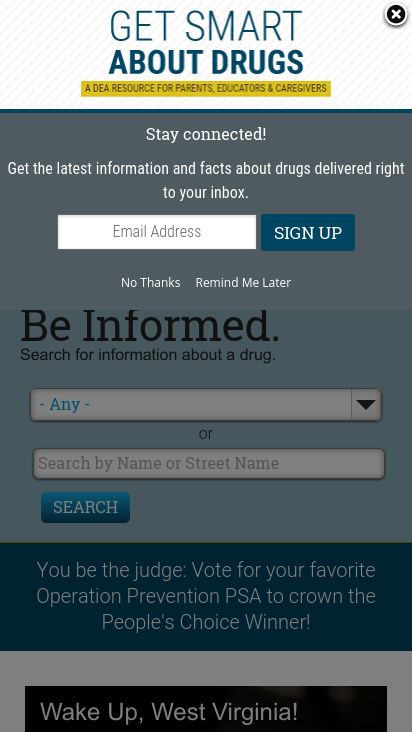 GET SMART
ABOUT DRUGS
A DEA RESOURCE FOR PARENTS, EDUCATORS & CAREGIVERS
Stay connected!
Get the latest information and facts about drugs delivered right
to your inbox.
Email Address
SIGN UP
No Thanks Remind Me Later
Be Informed.
Search for information about a drug.
- Any -
or
Search by Name or Street Name
SEARCH
You be the judge: Vote for your favorite
Operation Prevention PSA to crown the
People's Choice Winner!
Wake Up, West Virginia!